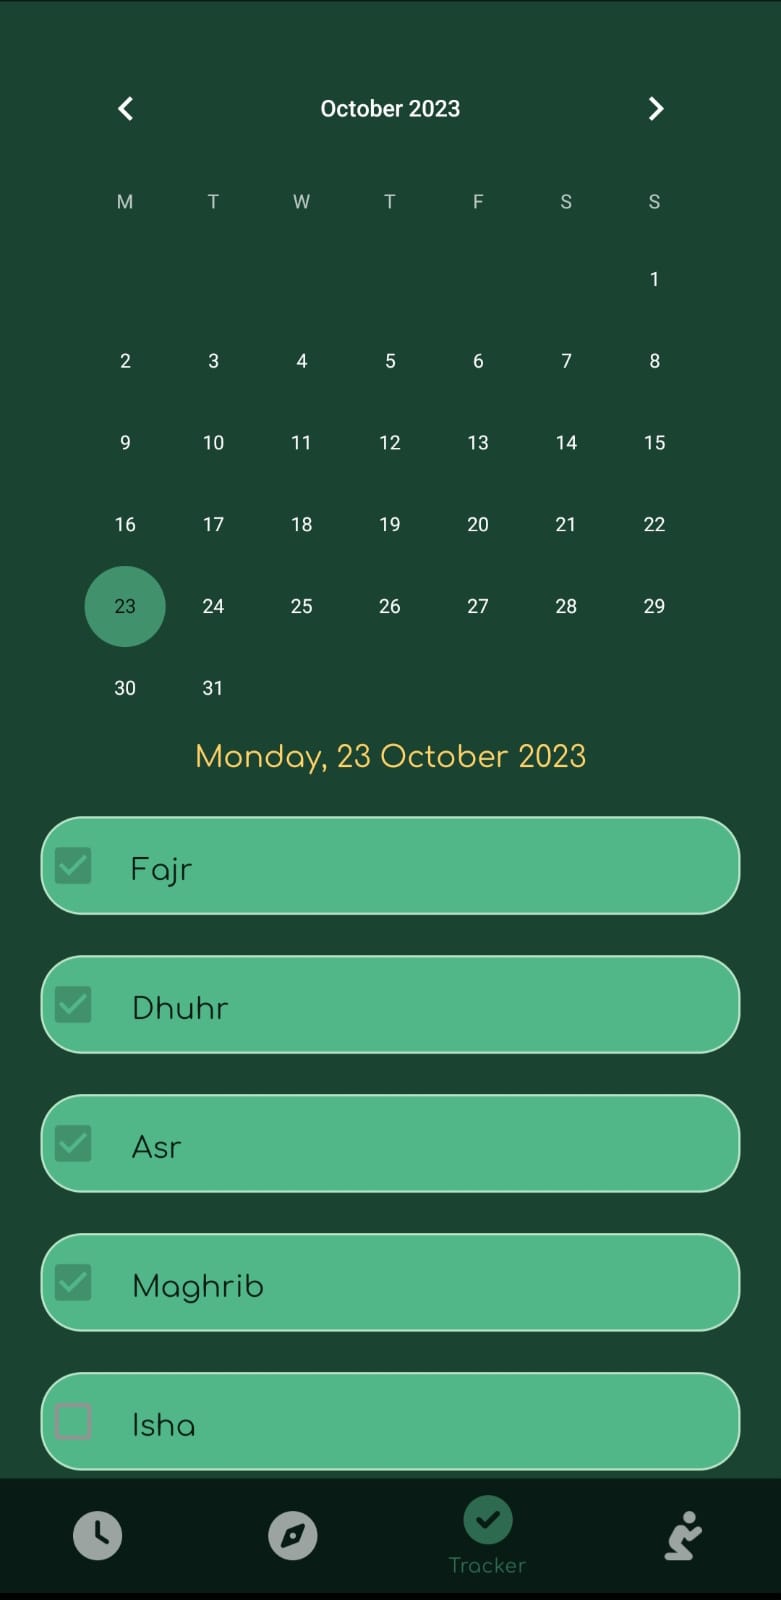 October 2023
M T W T F S S
1
2 3 4 5 6 7 8
9 10 11 12 13 14 15
16 17 18 19 20 21 22
23 24 25 26 27 28 29
30 31
Monday, 23 October 2023
Fajr
Dhuhr
Asr
Maghrib
Isha
Tracker